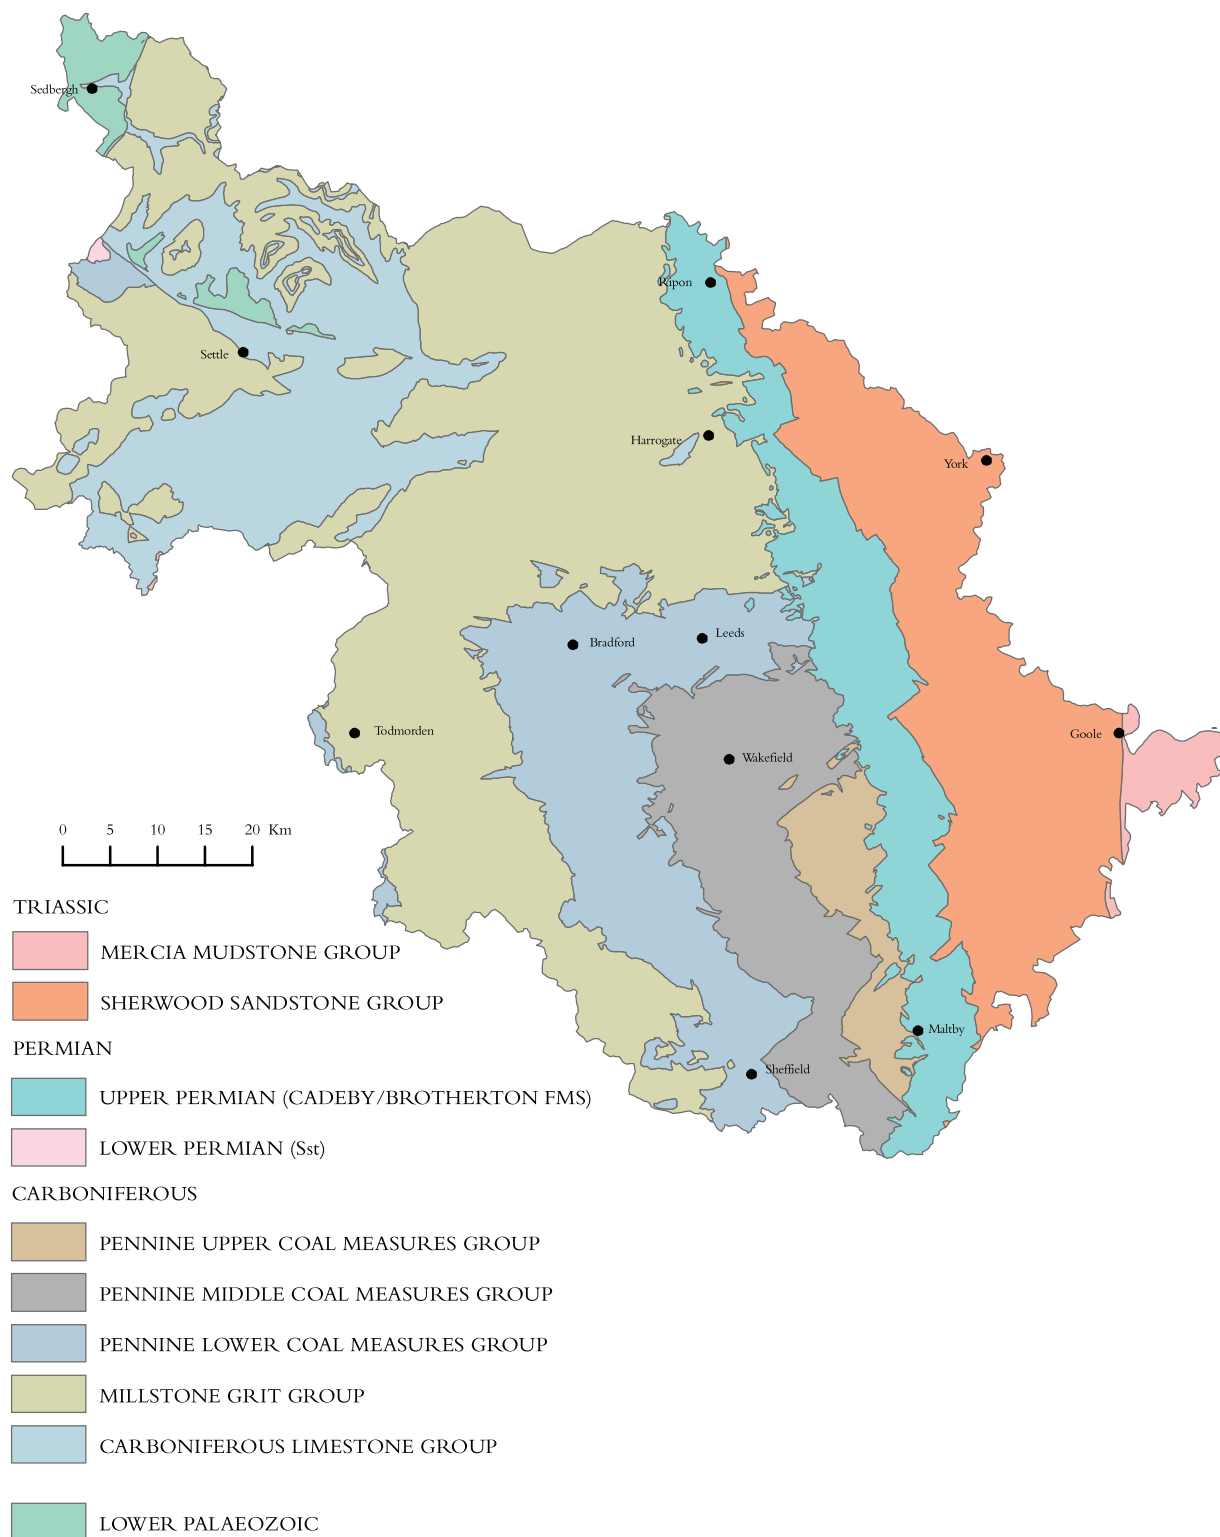 Sedbergh
Ripon
Settle
Harrogate
York
Leeds
Bradford
Todmorden
Goole
Wakefield
0 5 10 15 20 Km
TRIASSIC
MERCIA MUDSTONE GROUP
SHERWOOD SANDSTONE GROUP
Maltby
PERMIAN
Sheffield
UPPER PERMIAN (CADEBY/BROTHERTON FMS)
LOWER PERMIAN (Sst)
CARBONIFEROUS
PENNINE UPPER COAL MEASURES GROUP
PENNINE MIDDLE COAL MEASURES GROUP
PENNINE LOWER COAL MEASURES GROUP
MILLSTONE GRIT GROUP
CARBONIFEROUS LIMESTONE GROUP
LOWER PALAEOZOIC